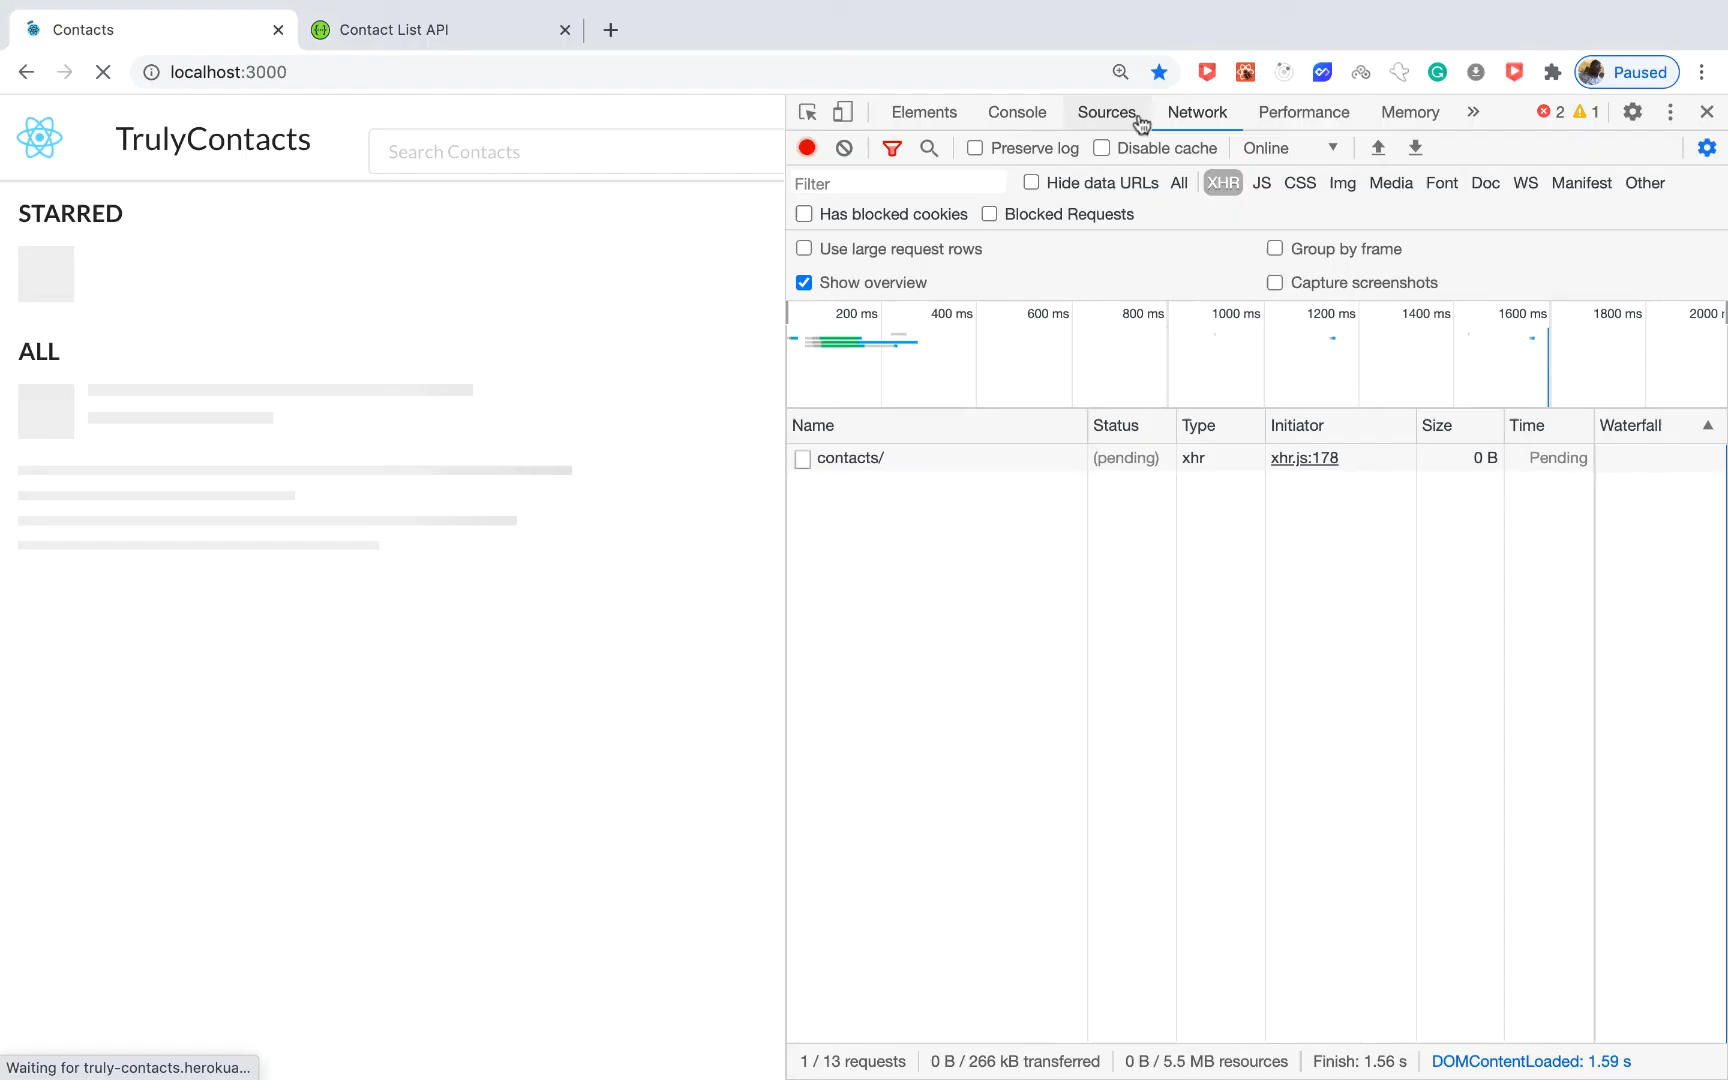 Contacts
Contact List API
localhost:3000
Paused
TrulyContacts
Search Contacts
STARRED
ALL
Waiting for truly-contacts.herokua...
Elements Console Sources Network Performance Memory 2 1
Preserve log Disable cache Online
Filter Hide data URLs All XHR JS CSS Img Media Font Doc WS Manifest Other
Has blocked cookies Blocked Requests
Use large request rows Group by frame
Show overview Capture screenshots
200 ms 400 ms 600 ms 800 ms 1000 ms 1200 ms 1400 ms 1600 ms 1800 ms 2000
Name Status Type Initiator Size Time Waterfall
contacts/ (pending) xhr xhr.js:178 0 B Pending
1 / 13 requests 0 B / 266 kB transferred 0 B / 5.5 MB resources Finish: 1.56 s DOMContentLoaded: 1.59 s